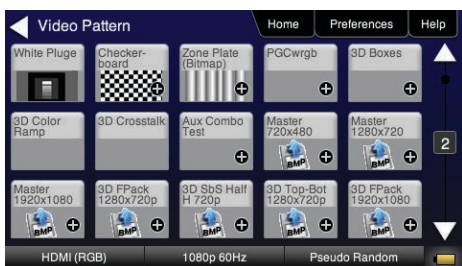 Video Pattern
Home
Preferences
Help
White Pluge
Checker-
board
Zone Plate
(Bitmap)
PGCwrgb
3D Boxes
3D Color
Ramp
3D Crosstalk
Aux Combo
Test
Master
720x480
BMP
Master
1280x720
BMP
2
Master
1920x1080
BMP
3D FPack
1280x720p
BMP
3D SbS Half
H 720p
BMP
3D Top-Bot
1280x720p
BMP
3D FPack
1920x1080
BMP
HDMI (RGB)
1080p 60Hz
Pseudo Random